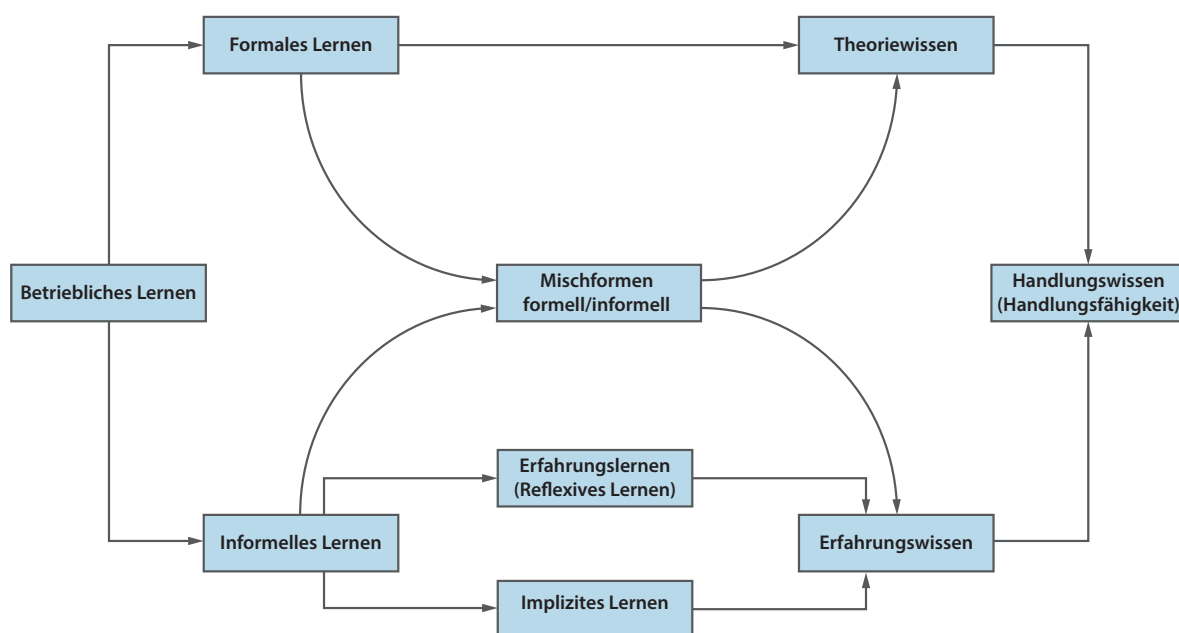 Formales Lernen
Theoriewissen
Betriebliches Lernen
Mischformen
formell/informell
Handlungswissen
(Handlungsfähigkeit)
Erfahrungslernen
(Reflexives Lernen)
Informelles Lernen
Erfahrungswissen
Implizites Lernen